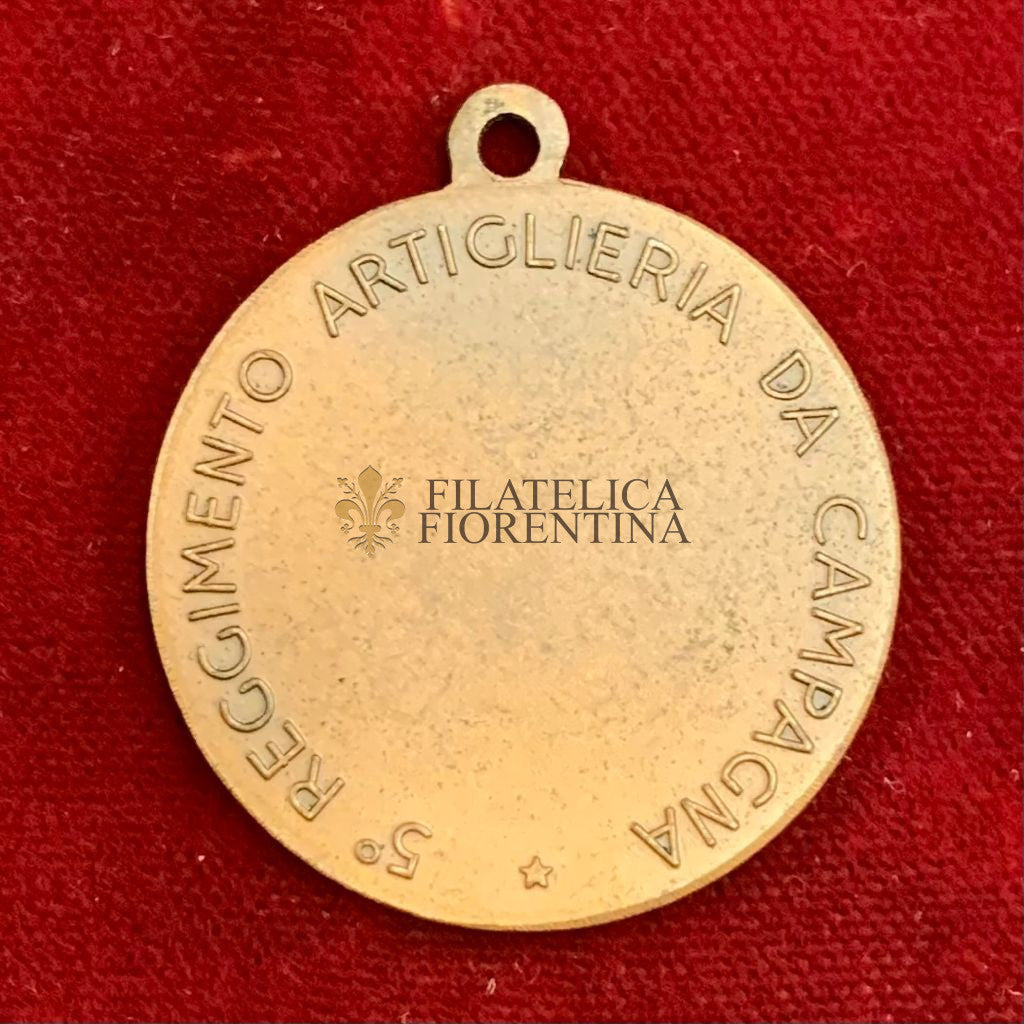 5° REGGIMENTO ARTIGLIERIA DA CAMPAGNA
FILATELICA
FIORENTINA